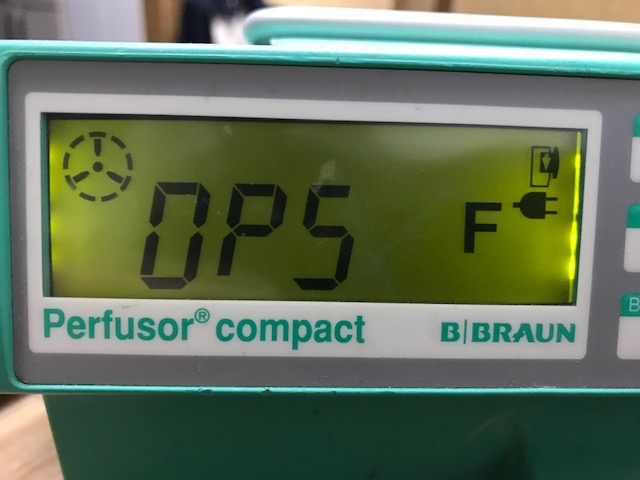 OPS F
Perfusor® compact B|BRAUN
B